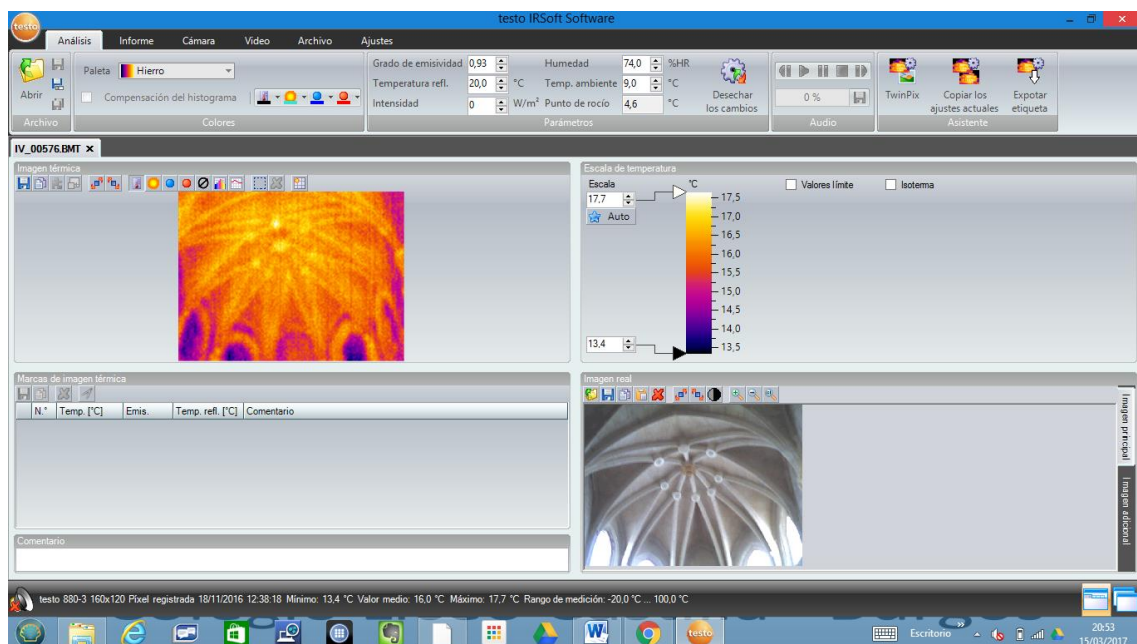 testo IRSoft Software
testo
Análisis Informe Cámara Video Archivo Ajustes
Abrir
Archivo
Paleta Hierro
Compensación del histograma
Colores
Grado de emisividad 0,93 Humedad 74,0 %HR
Temperatura refl. 20,0 °C Temp. ambiente 9,0 °C
Intensidad 0 W/m² Punto de rocío 4,6 °C
Desechar
los cambios
Parámetros
0 %
Audio
TwinPix
Copiar los
ajustes actuales
Expotar
etiqueta
Asistente
IV_00576.BMT
Imagen térmica
Escala de temperatura
Escala
17,7
Auto
13,4
°C
17,5
17,0
16,5
16,0
15,5
15,0
14,5
14,0
13,5
Valores límite
Isoterma
Marcas de imagen térmica
N.° Temp. [°C] Emis. Temp. refl. [°C] Comentario
Comentario
Imagen real
Imagen principal
Imagen adicional
testo 880-3 160x120 Píxel registrada 18/11/2016 12:38:18 Mínimo: 13,4 °C Valor medio: 16,0 °C Máximo: 17,7 °C Rango de medición: -20,0 °C ... 100,0 °C
testo
Escritorio
20:53
15/03/2017